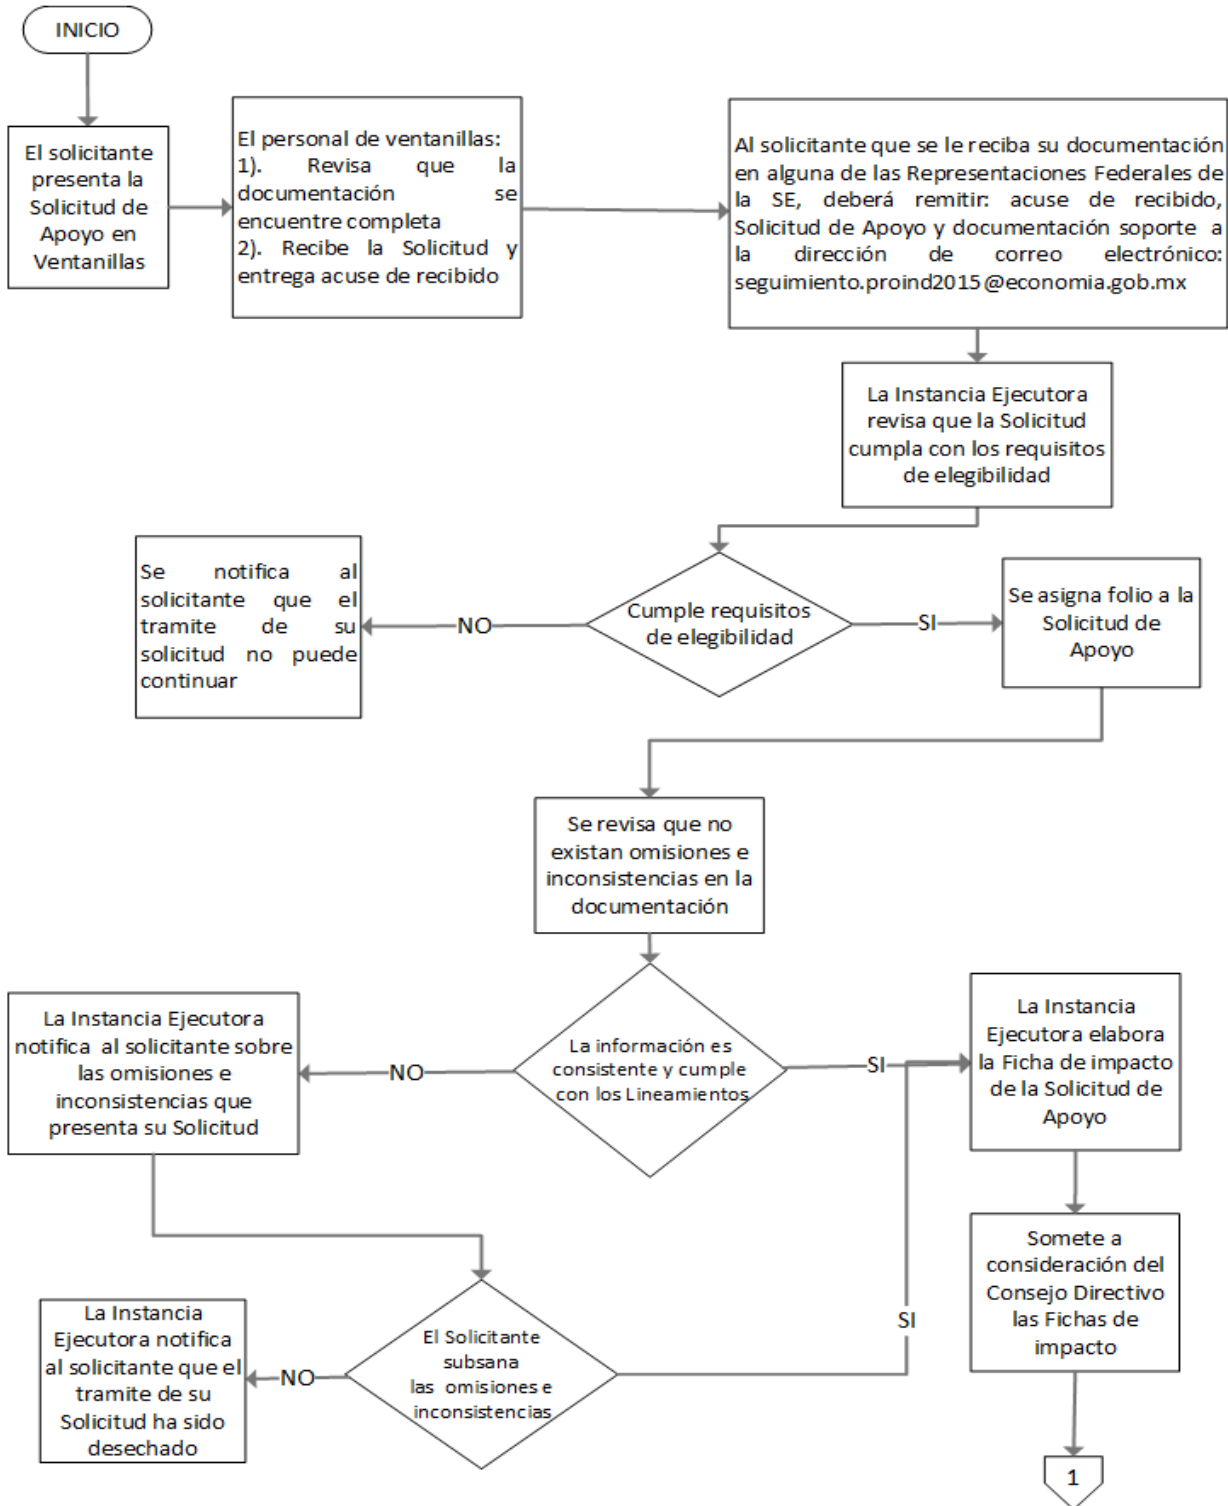 INICIO
El solicitante
presenta la
Solicitud de
Apoyo en
Ventanillas
El personal de ventanillas:
1). Revisa que la
documentación se
encuentre completa
2). Recibe la Solicitud y
entrega acuse de recibido
Al solicitante que se le reciba su documentación
en alguna de las Representaciones Federales de
la SE, deberá remitir: acuse de recibido,
Solicitud de Apoyo y documentación soporte a
la dirección de correo electrónico:
seguimiento.proind2015@economia.gob.mx
La Instancia Ejecutora
revisa que la Solicitud
cumpla con los requisitos
de elegibilidad
Se notifica al
solicitante que el
tramite de su
solicitud no puede
continuar
NO
Cumple requisitos
de elegibilidad
SI
Se asigna folio a la
Solicitud de
Apoyo
Se revisa que no
existan omisiones e
inconsistencias en la
documentación
La Instancia Ejecutora
notifica al solicitante sobre
las omisiones e
inconsistencias que
presenta su Solicitud
NO
La información es
consistente y cumple
con los Lineamientos
SI
La Instancia
Ejecutora elabora
la Ficha de impacto
de la Solicitud de
Apoyo
Somete a
consideración del
Consejo Directivo
las Fichas de
impacto
La Instancia
Ejecutora notifica
al solicitante que el
tramite de su
Solicitud ha sido
desechado
NO
El Solicitante
subsana
las omisiones e
inconsistencias
SI
1